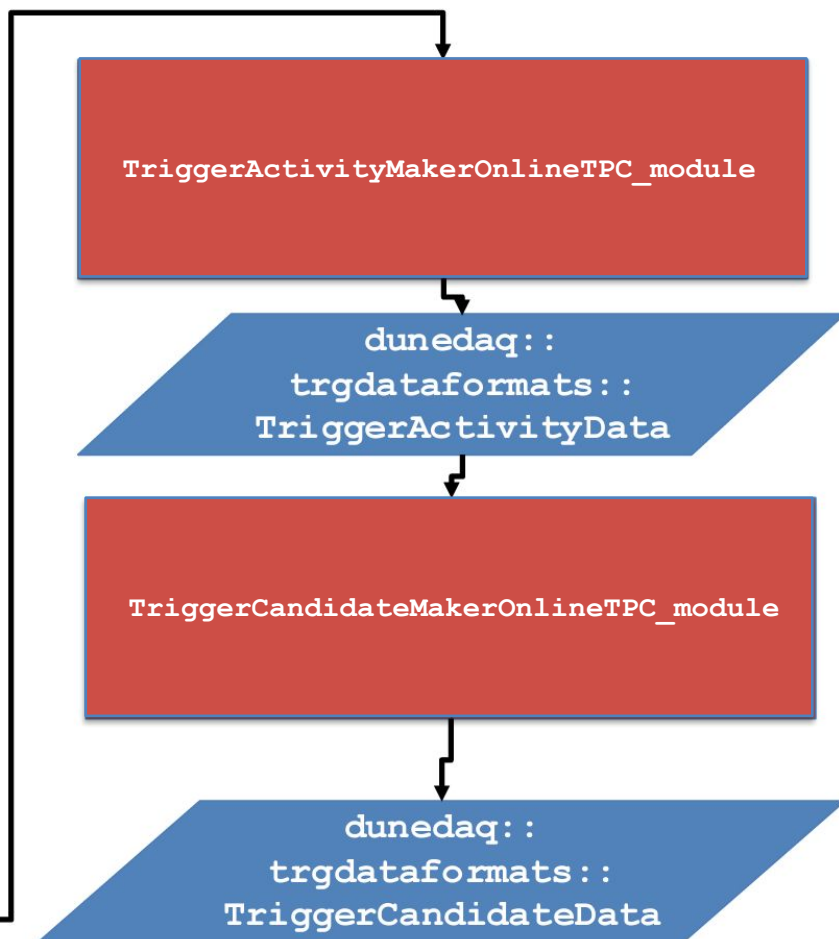 TriggerActivityMakerOnlineTPC_module
dunedaq::
trgdataformats::
TriggerActivityData
TriggerCandidateMakerOnlineTPC_module
dunedaq::
trgdataformats::
TriggerCandidateData